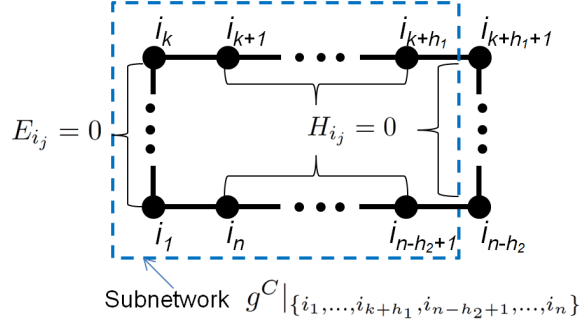 i_k i_{k+1} i_{k+h_1} i_{k+h_1+1}
E_{i_j} = 0 H_{i_j} = 0
i_1 i_n i_{n-h_2+1} i_{n-h_2}
Subnetwork g^C|_{\{i_1,...,i_{k+h_1},i_{n-h_2+1},...,i_n\}}